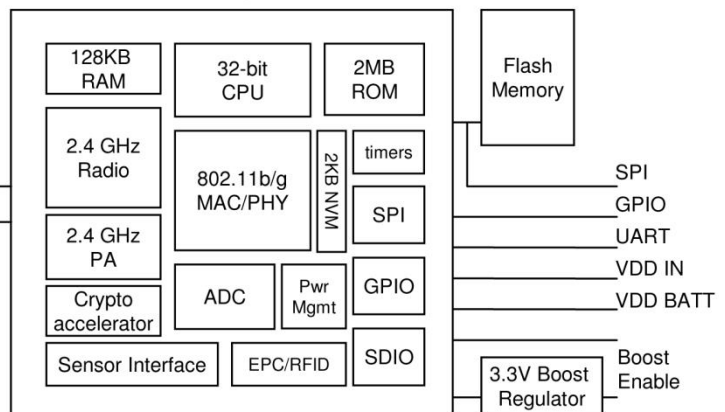 128KB
RAM
32-bit
CPU
2MB
ROM
Flash
Memory
2.4 GHz
Radio
802.11b/g
MAC/PHY
2KB NVM
timers
SPI
SPI
GPIO
UART
VDD IN
VDD BATT
2.4 GHz
PA
Crypto
accelerator
ADC
Pwr
Mgmt
GPIO
Sensor Interface
EPC/RFID
SDIO
3.3V Boost
Regulator
Boost
Enable